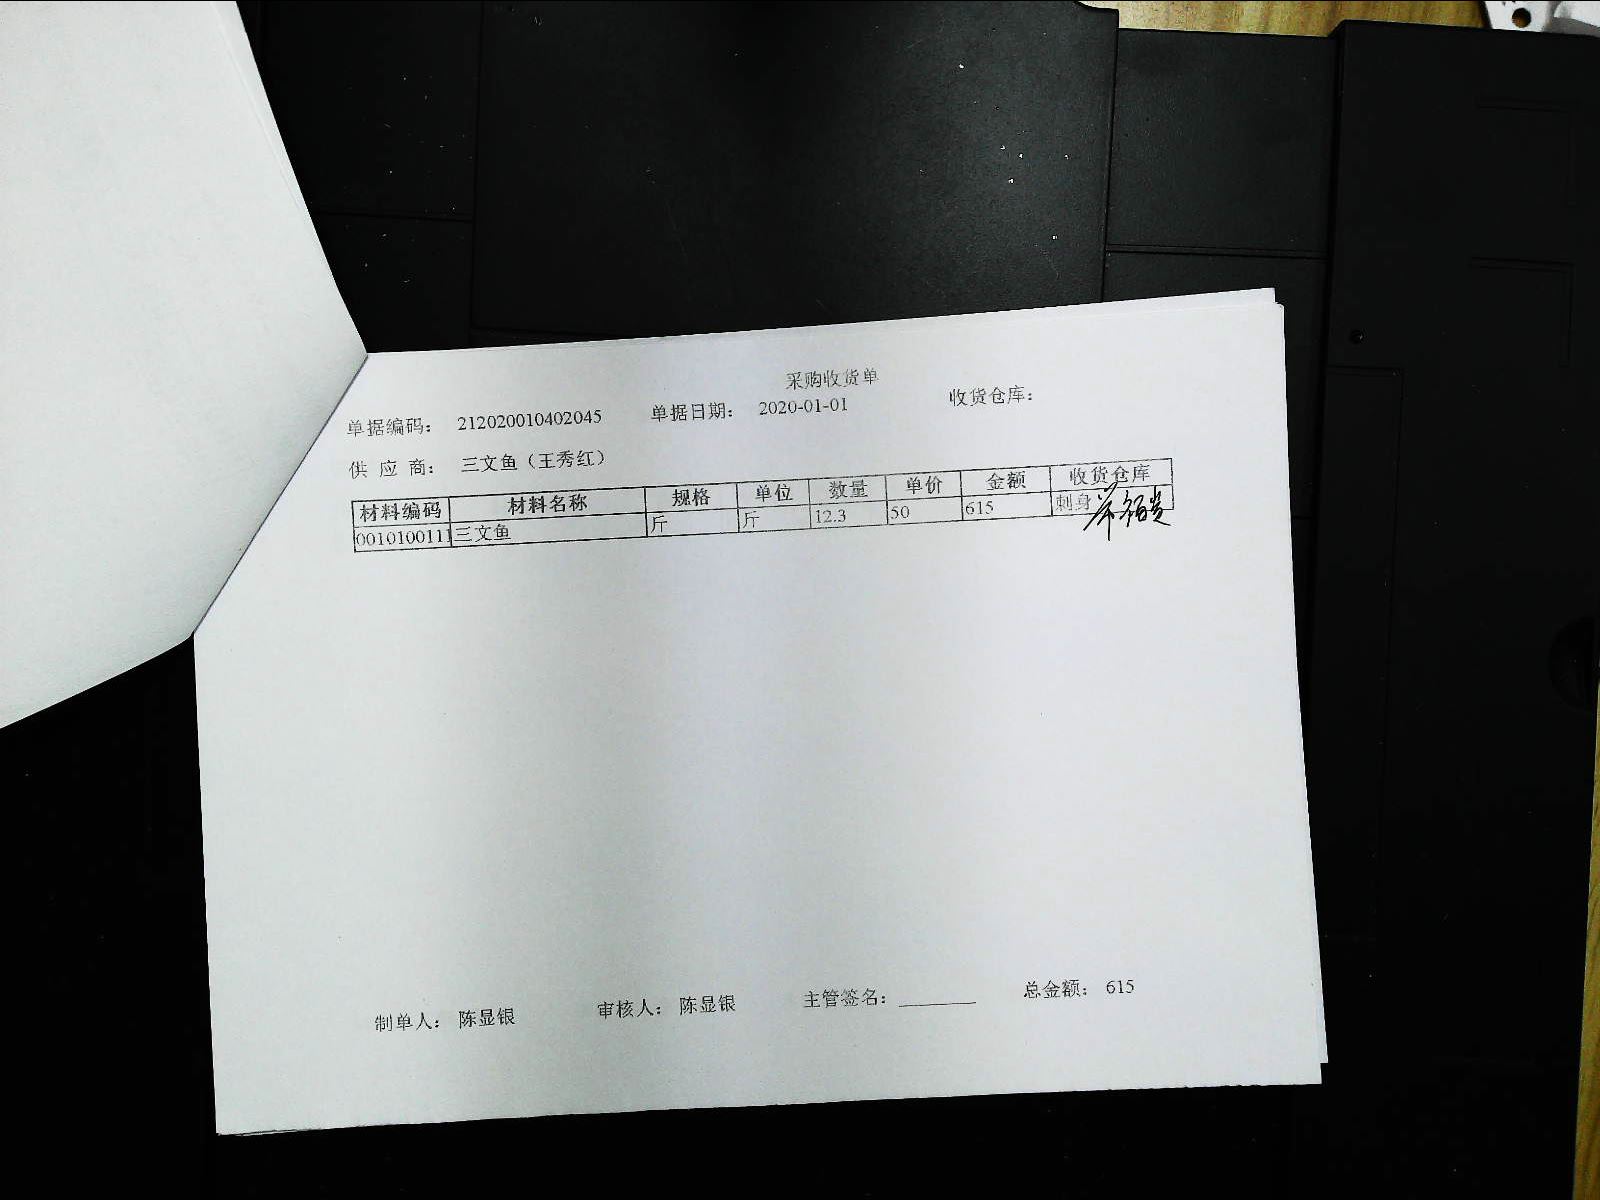 采购收货单
单据编码： 212020010402045 单据日期： 2020-01-01 收货仓库：
供 应 商： 三文鱼（王秀红）
材料编码 材料名称 规格 单位 数量 单价 金额 收货仓库
0010100111 三文鱼 斤 斤 12.3 50 615 刺身
制单人： 陈显银 审核人： 陈显银 主管签名：________ 总金额： 615